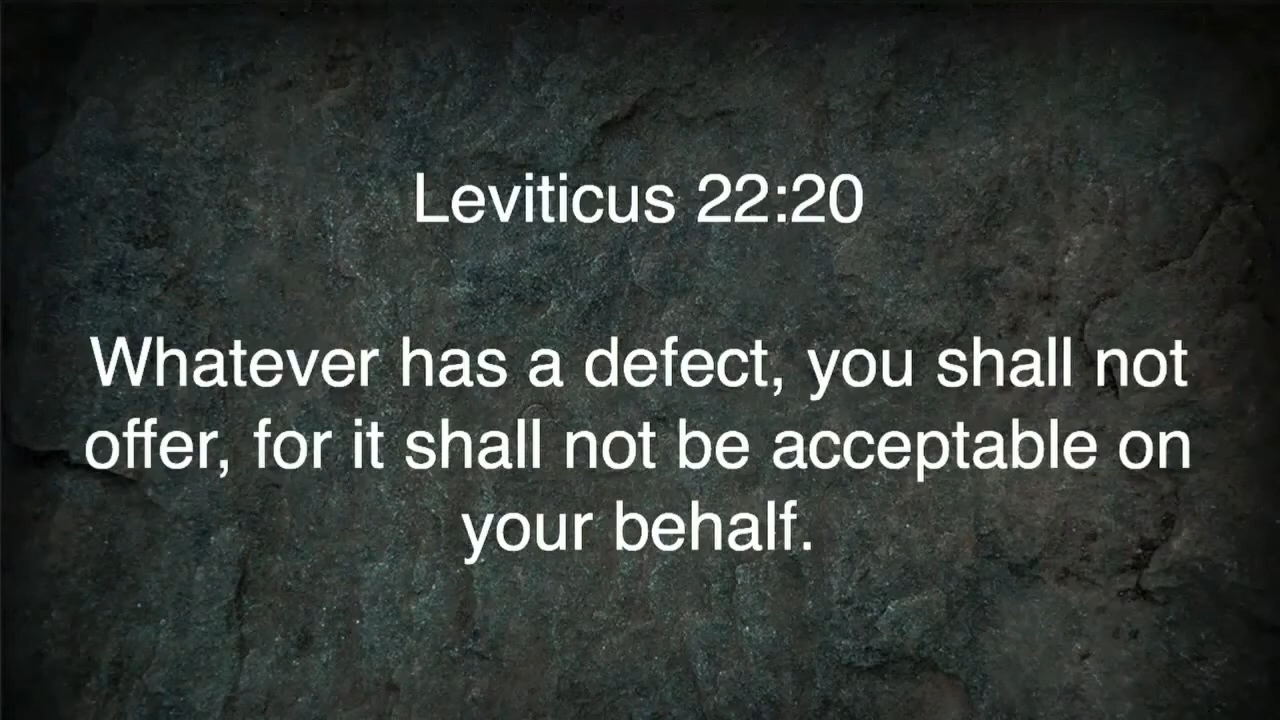 Leviticus 22:20
Whatever has a defect, you shall not
offer, for it shall not be acceptable on
your behalf.